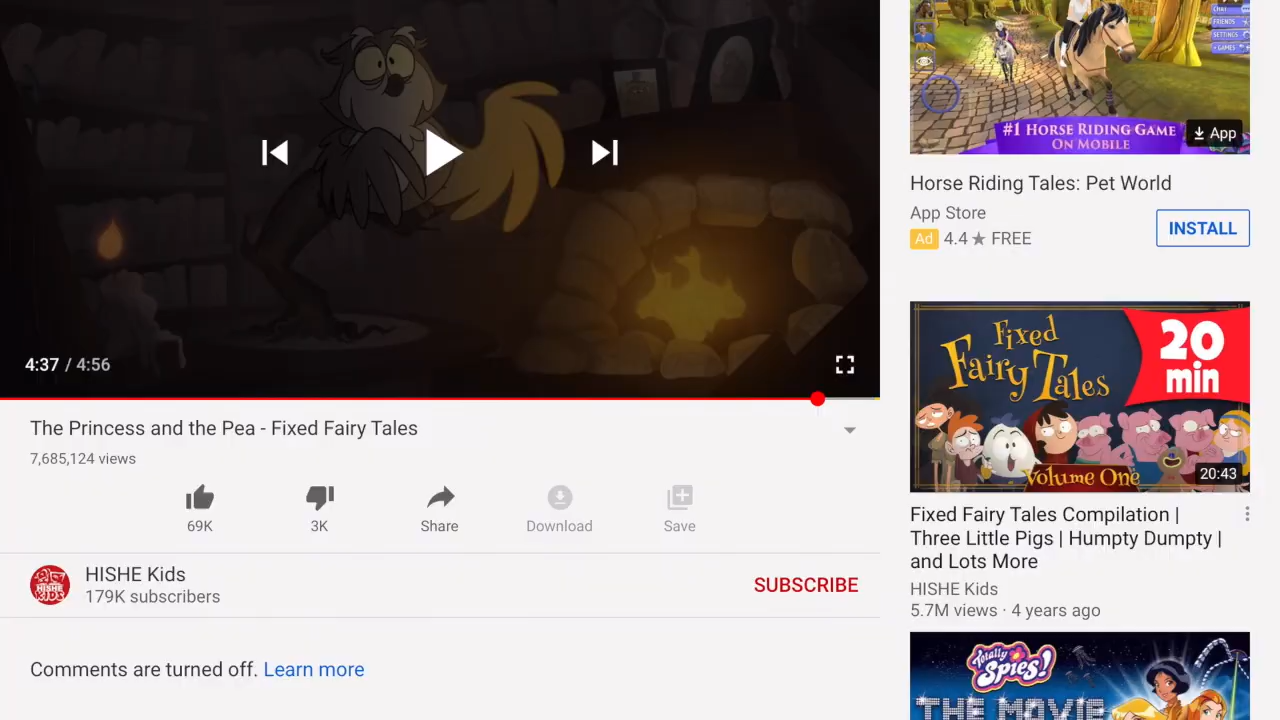 4:37 / 4:56
The Princess and the Pea - Fixed Fairy Tales
7,685,124 views
69K
3K
Share
Download
Save
HISHE
KIDS
HISHE Kids
179K subscribers
SUBSCRIBE
Comments are turned off. Learn more
CHAT
FRIENDS
SETTINGS
+ GAMES
#1 HORSE RIDING GAME
ON MOBILE
App
Horse Riding Tales: Pet World
App Store
Ad 4.4 ★ FREE
INSTALL
Fixed
Fairy Tales
20
min
Volume One
20:43
Fixed Fairy Tales Compilation |
Three Little Pigs | Humpty Dumpty |
and Lots More
HISHE Kids
5.7M views · 4 years ago
Totally
Spies!
THE MOVIE